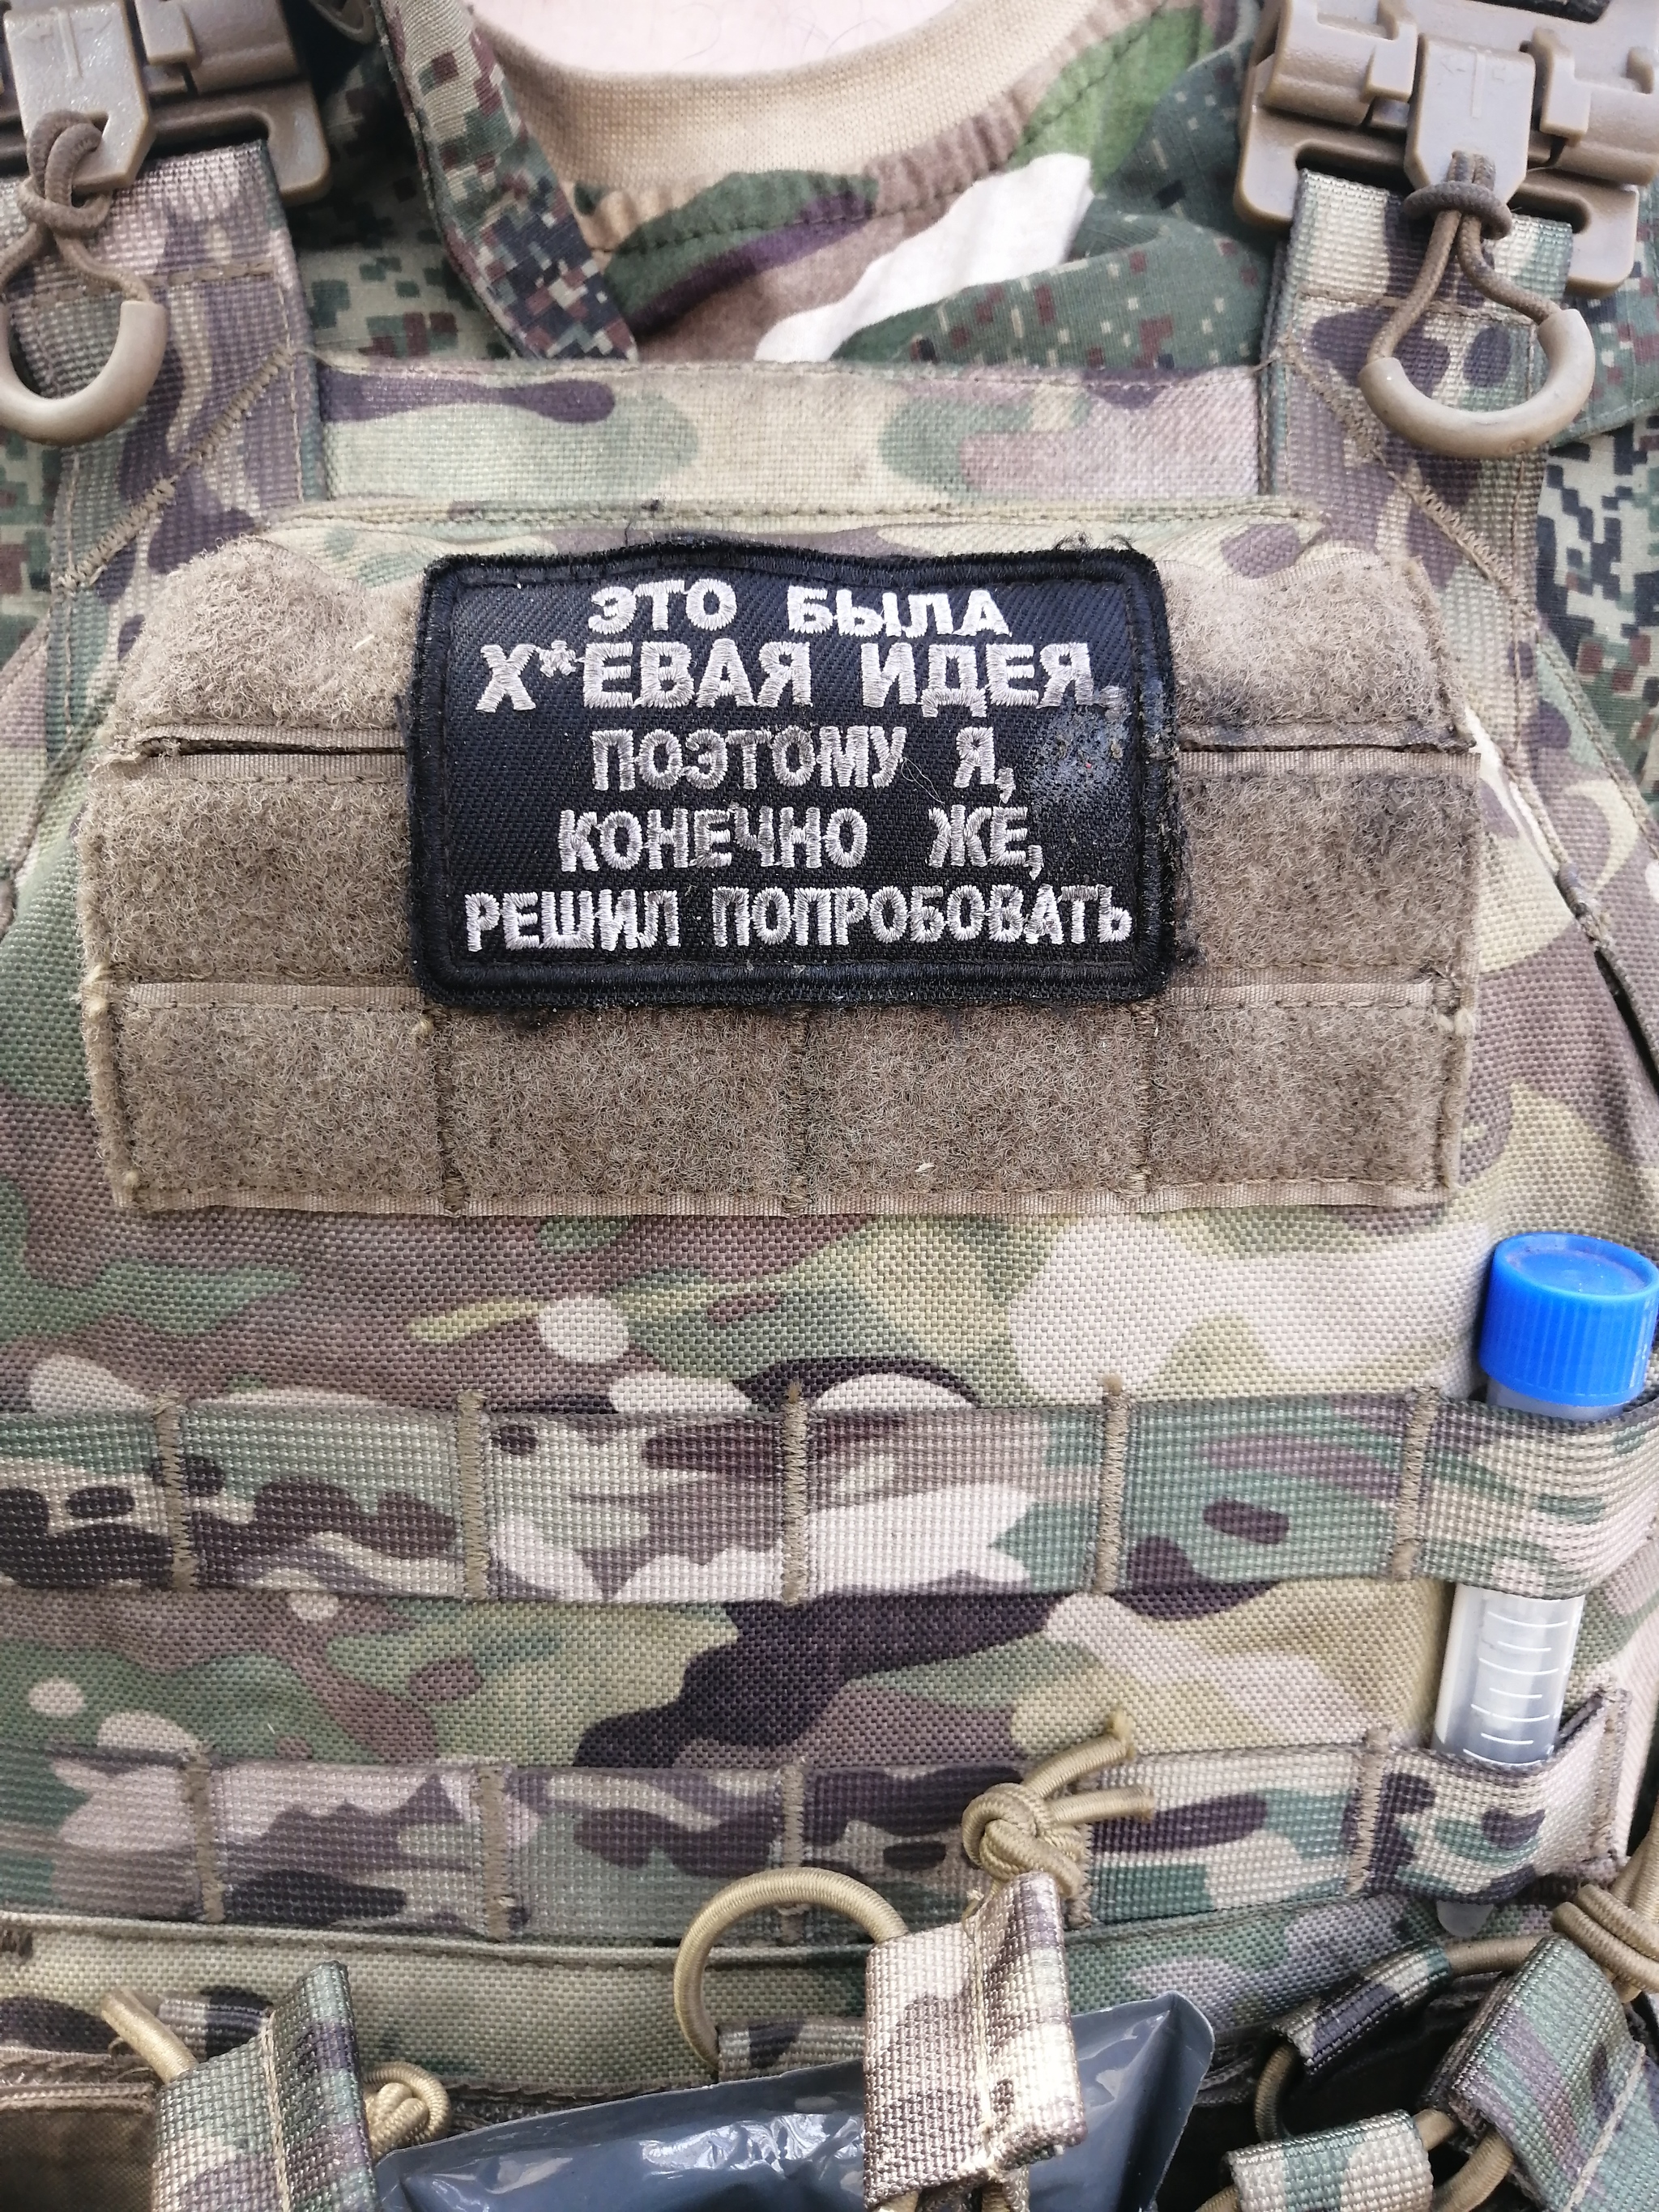 ЭТО БЫЛА
Х*ЕВАЯ ИДЕЯ,
ПОЭТОМУ Я,
КОНЕЧНО ЖЕ,
РЕШИЛ ПОПРОБОВАТЬ